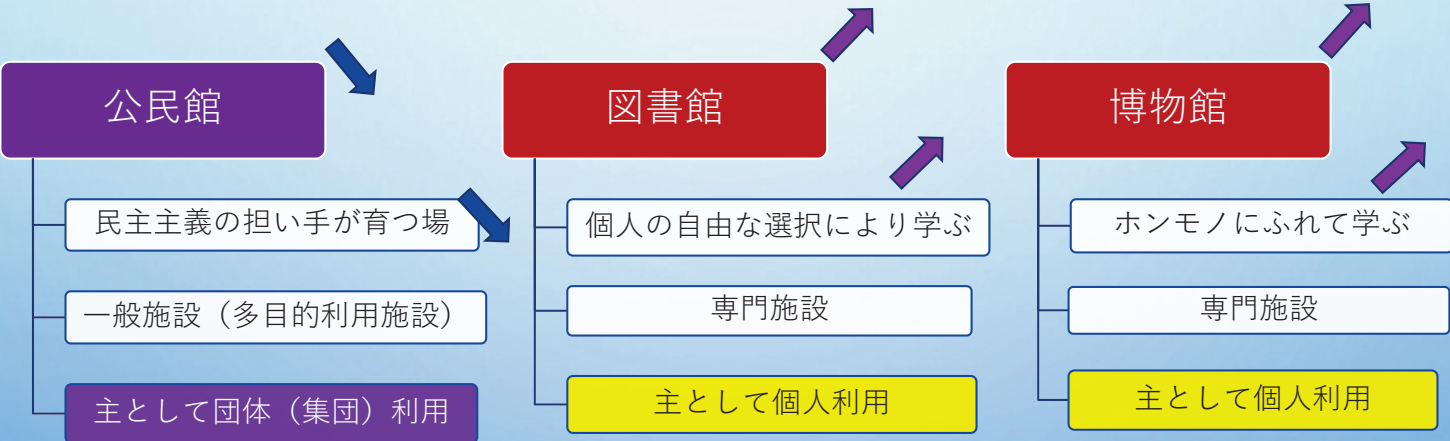 公民館
民主主義の担い手が育つ場
一般施設（多目的利用施設）
主として団体（集団）利用
図書館
個人の自由な選択により学ぶ
専門施設
主として個人利用
博物館
ホンモノにふれて学ぶ
専門施設
主として個人利用